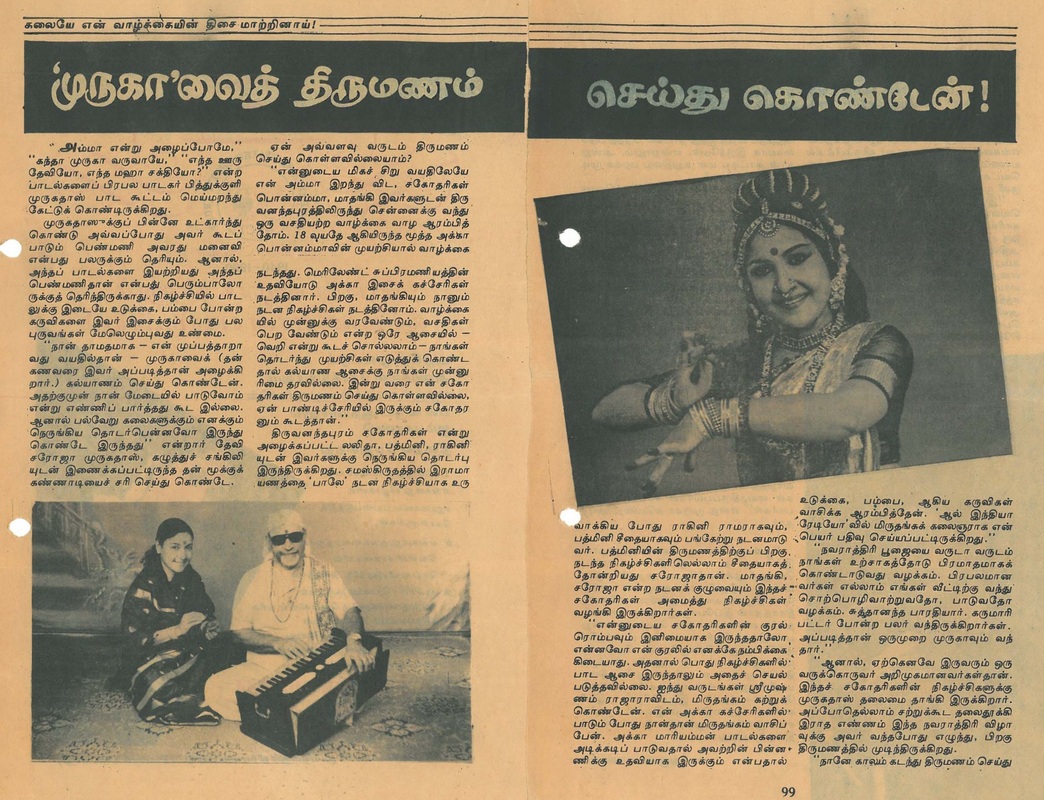 கலையே என் வாழ்க்கையின் திசை மாற்றினாய்!
'முருகா'வைத் திருமணம்
செய்து கொண்டேன்!
"அம்மா என்று அழைப்போமே,"
"கந்தா முருகா வருவாயே," "எந்த ஊரு
தேவியோ, எந்த மஹா சக்தியோ?" என்ற
பாடல்களைப் பிரபல பாடகர் பித்துக்குளி
முருகதாஸ் பாட கூட்டம் மெய்மறந்து
கேட்டுக் கொண்டிருக்கிறது.
முருகதாஸுக்குப் பின்னே உட்கார்ந்து
கொண்டு அவ்வப்போது அவர் கூடப்
பாடும் பெண்மணி அவரது மனைவி
என்பது பலருக்கும் தெரியும். ஆனால்,
அந்தப் பாடல்களை இயற்றியது அந்தப்
பெண்மணிதான் என்பது பெரும்பாலோ
ருக்குத் தெரிந்திருக்காது. நிகழ்ச்சியில் பாட
லுக்கு இடையே உடுக்கை, பம்பை போன்ற
கருவிகளை இவர் இசைக்கும் போது பல
புருவங்கள் மேலெழும்புவது உண்மை.
"நான் தாமதமாக — என் முப்பத்தாறா
வது வயதில்தான் — முருகாவைக் (தன்
கணவரை இவர் அப்படித்தான் அழைக்கி
றார்.) கல்யாணம் செய்து கொண்டேன்.
அதற்குமுன் நான் மேடையில் பாடுவோம்
என்று எண்ணிப் பார்த்தது கூட இல்லை.
ஆனால் பல்வேறு கலைகளுக்கும் எனக்கும்
நெருங்கிய தொடர்பென்னவோ இருந்து
கொண்டே இருந்தது" என்றார் தேவி
சரோஜா முருகதாஸ், கழுத்துச் சங்கிலி
யுடன் இணைக்கப்பட்டிருந்த தன் மூக்குக்
கண்ணாடியைச் சரி செய்து கொண்டே.
ஏன் அவ்வளவு வருடம் திருமணம்
செய்து கொள்ளவில்லையாம்?
"என்னுடைய மிகச் சிறு வயதிலேயே
என் அம்மா இறந்து விட, சகோதரிகள்
பொன்னம்மா, மாதங்கி இவர்களுடன் திரு
வனந்தபுரத்திலிருந்து சென்னைக்கு வந்து
ஒரு வசதியற்ற வாழ்க்கை வாழ ஆரம்பித்
தோம். 18 வயதே ஆகியிருந்த மூத்த அக்கா
பொன்னம்மாவின் முயற்சியால் வாழ்க்கை
நடந்தது. மெரிலேண்ட் சுப்பிரமணியத்தின்
உதவியோடு அக்கா இசைக் கச்சேரிகள்
நடத்தினார். பிறகு, மாதங்கியும் நானும்
நடன நிகழ்ச்சிகள் நடத்தினோம். வாழ்க்கை
யில் முன்னுக்கு வரவேண்டும், வசதிகள்
பெற வேண்டும் என்ற ஒரே ஆசையில் —
வெறி என்று கூடச் சொல்லலாம் — நாங்கள்
தொடர்ந்து முயற்சிகள் எடுத்துக் கொண்ட
தால் கல்யாண ஆசைக்கு நாங்கள் முன்னு
ரிமை தரவில்லை. இன்று வரை என் சகோ
தரிகள் திருமணம் செய்து கொள்ளவில்லை,
ஏன் பாண்டிச்சேரியில் இருக்கும் சகோதர
னும் கூடத்தான்."
திருவனந்தபுரம் சகோதரிகள் என்று
அழைக்கப்பட்ட லலிதா, பத்மினி, ராகினி
யுடன் இவர்களுக்கு நெருங்கிய தொடர்பு
இருந்திருக்கிறது. சமஸ்கிருதத்தில் இராமா
யணத்தை 'பாலே' நடன நிகழ்ச்சியாக உரு
வாக்கிய போது ராகினி ராமராகவும்,
பத்மினி சீதையாகவும் பங்கேற்று நடனமாடு
வர். பத்மினியின் திருமணத்திற்குப் பிறகு,
நடந்த நிகழ்ச்சிகளிலெல்லாம் சீதையாகத்
தோன்றியது சரோஜாதான். மாதங்கி,
சரோஜா என்ற நடனக் குழுவையும் இந்தச்
சகோதரிகள் அமைத்து நிகழ்ச்சிகள்
வழங்கி இருக்கிறார்கள்.
"என்னுடைய சகோதரிகளின் குரல்
ரொம்பவும் இனிமையாக இருந்ததாலோ
என்னவோ என் குரலில் எனக்கே நம்பிக்கை
கிடையாது. அதனால் பொது நிகழ்ச்சிகளில்
பாட ஆசை இருந்தாலும் அதைச் செயல்
படுத்தவில்லை. ஐந்து வருடங்கள் ஸ்ரீமுஷ்
ணம் ராஜாராவிடம், மிருதங்கம் கற்றுக்
கொண்டேன். என் அக்கா கச்சேரிகளில்
பாடும் போது நான்தான் மிருதங்கம் வாசிப்
பேன். அக்கா மாரியம்மன் பாடல்களை
அடிக்கடிப் பாடுவதால் அவற்றின் பின்ன
ணிக்கு உதவியாக இருக்கும் என்பதால்
உடுக்கை, பம்பை, ஆகிய கருவிகள்
வாசிக்க ஆரம்பித்தேன். 'ஆல் இந்தியா
ரேடியோ'வில் மிருதங்கக் கலைஞராக என்
பெயர் பதிவு செய்யப்பட்டிருக்கிறது."
"நவராத்திரி பூஜையை வருடா வருடம்
நாங்கள் உற்சாகத்தோடு பிரமாதமாகக்
கொண்டாடுவது வழக்கம். பிரபலமான
வர்கள் எல்லாம் எங்கள் வீட்டிற்கு வந்து
சொற்பொழிவாற்றுவதோ, பாடுவதோ
வழக்கம். சுத்தானந்த பாரதியார். கருமாரி
பட்டர் போன்ற பலர் வந்திருக்கிறார்கள்.
அப்படித்தான் ஒருமுறை முருகாவும் வந்
தார்."
"ஆனால், ஏற்கெனவே இருவரும் ஒரு
வருக்கொருவர் அறிமுகமானவர்கள்தான்.
இந்தச் சகோதரிகளின் நிகழ்ச்சிகளுக்கு
முருகதாஸ் தலைமை தாங்கி இருக்கிறார்.
அப்போதெல்லாம் சற்றுக்கூட தலைதூக்கி
இராத எண்ணம் இந்த நவராத்திரி விழா
வுக்கு அவர் வந்தபோது எழுந்து, பிறகு
திருமணத்தில் முடிந்திருக்கிறது.
"நானே காலம் கடந்து திருமணம் செய்து
99